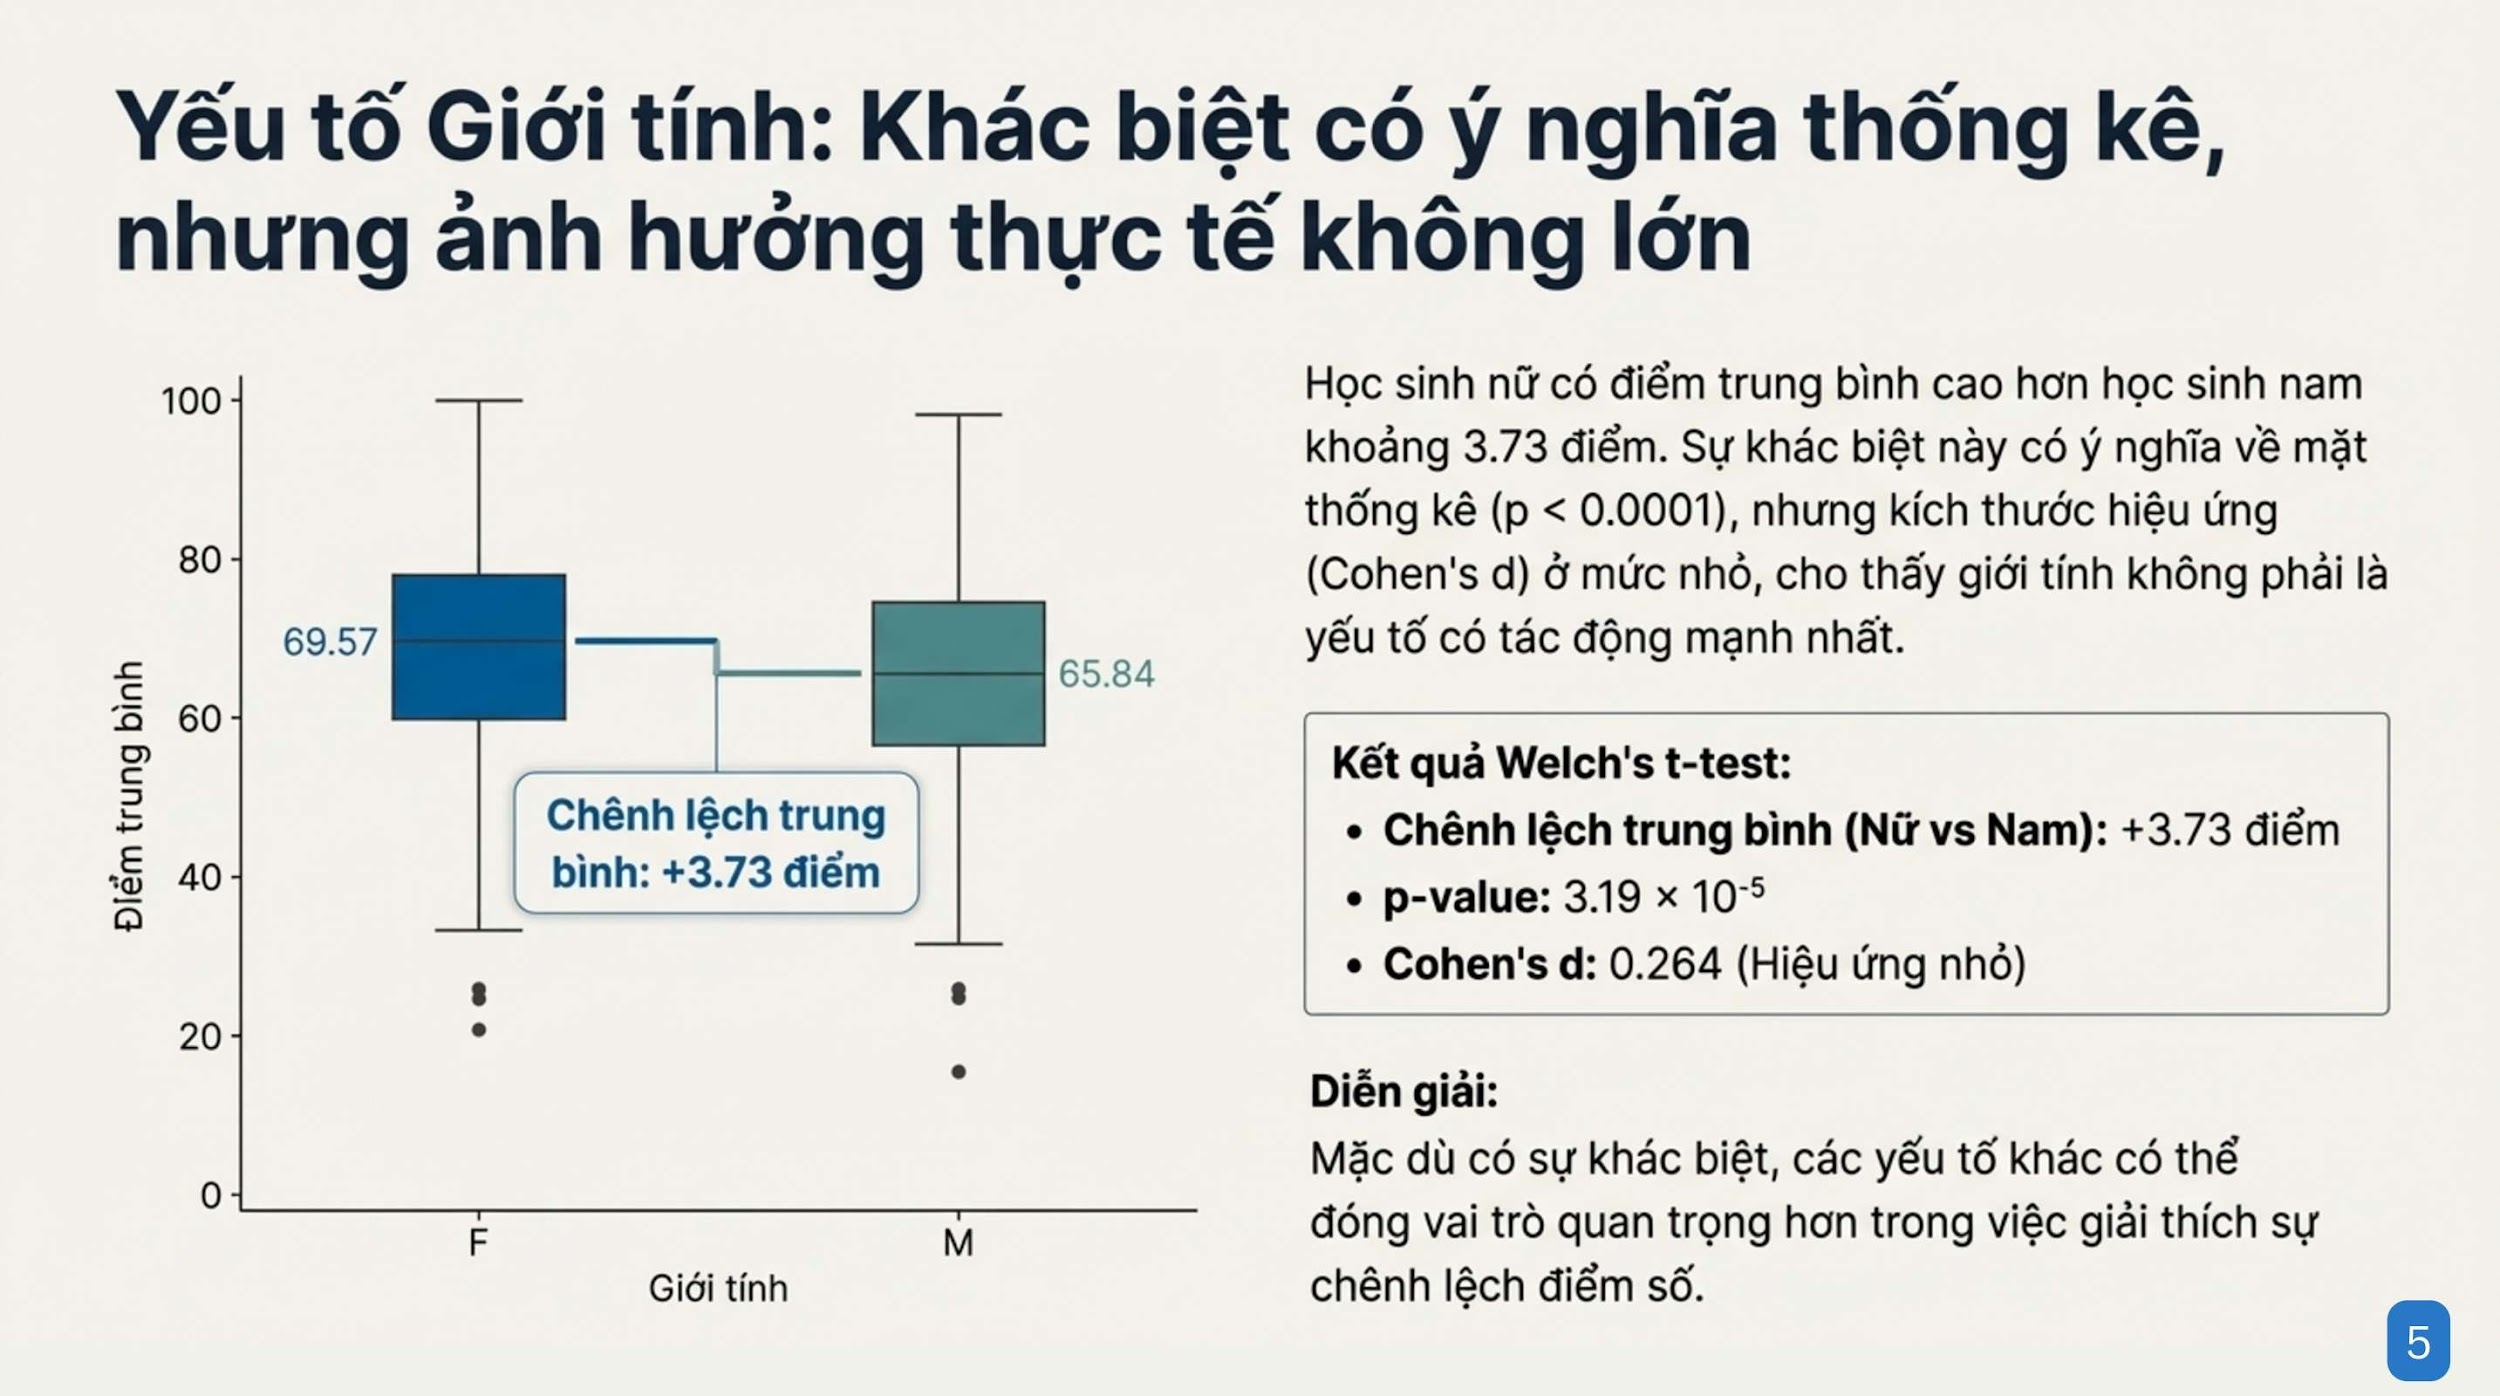 Yếu tố Giới tính: Khác biệt có ý nghĩa thống kê,
nhưng ảnh hưởng thực tế không lớn
100
80
60
40
20
0
Điểm trung bình
69.57
65.84
Chênh lệch trung
bình: +3.73 điểm
F
M
Giới tính
Học sinh nữ có điểm trung bình cao hơn học sinh nam
khoảng 3.73 điểm. Sự khác biệt này có ý nghĩa về mặt
thống kê (p < 0.0001), nhưng kích thước hiệu ứng
(Cohen's d) ở mức nhỏ, cho thấy giới tính không phải là
yếu tố có tác động mạnh nhất.
Kết quả Welch's t-test:
• Chênh lệch trung bình (Nữ vs Nam): +3.73 điểm
• p-value: 3.19 × 10⁻⁵
• Cohen's d: 0.264 (Hiệu ứng nhỏ)
Diễn giải:
Mặc dù có sự khác biệt, các yếu tố khác có thể
đóng vai trò quan trọng hơn trong việc giải thích sự
chênh lệch điểm số.
5